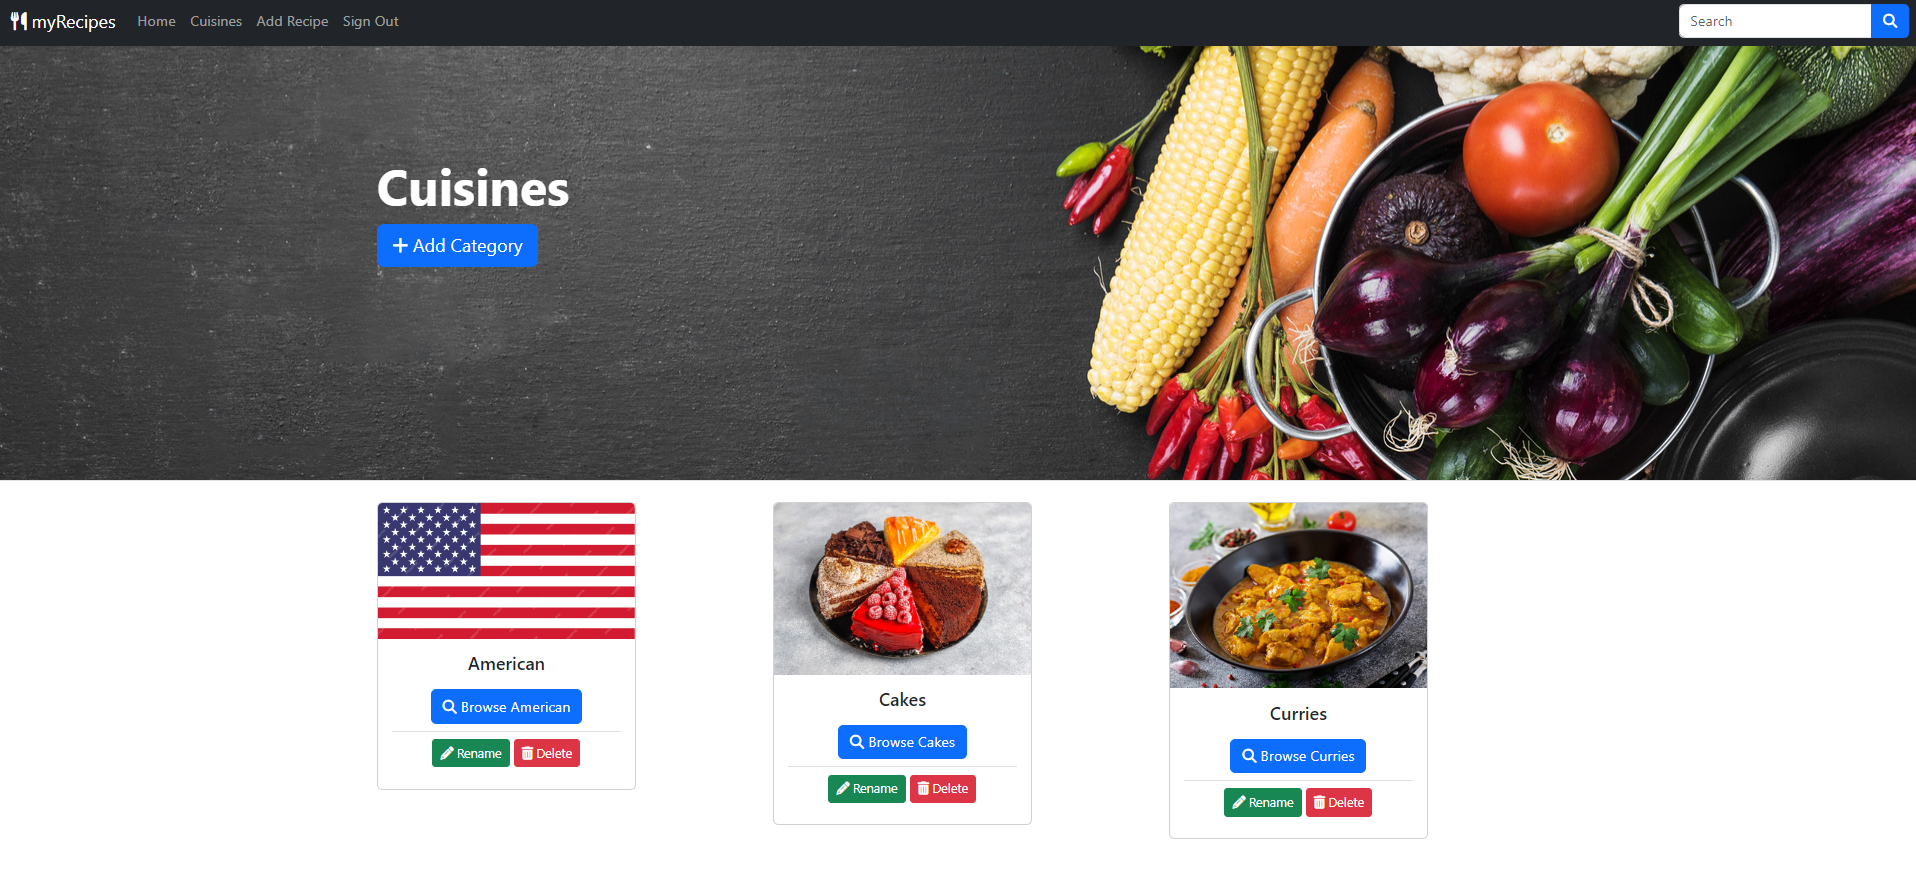 myRecipes Home Cuisines Add Recipe Sign Out Search
Cuisines
Add Category
American
Browse American
Rename Delete
Cakes
Browse Cakes
Rename Delete
Curries
Browse Curries
Rename Delete